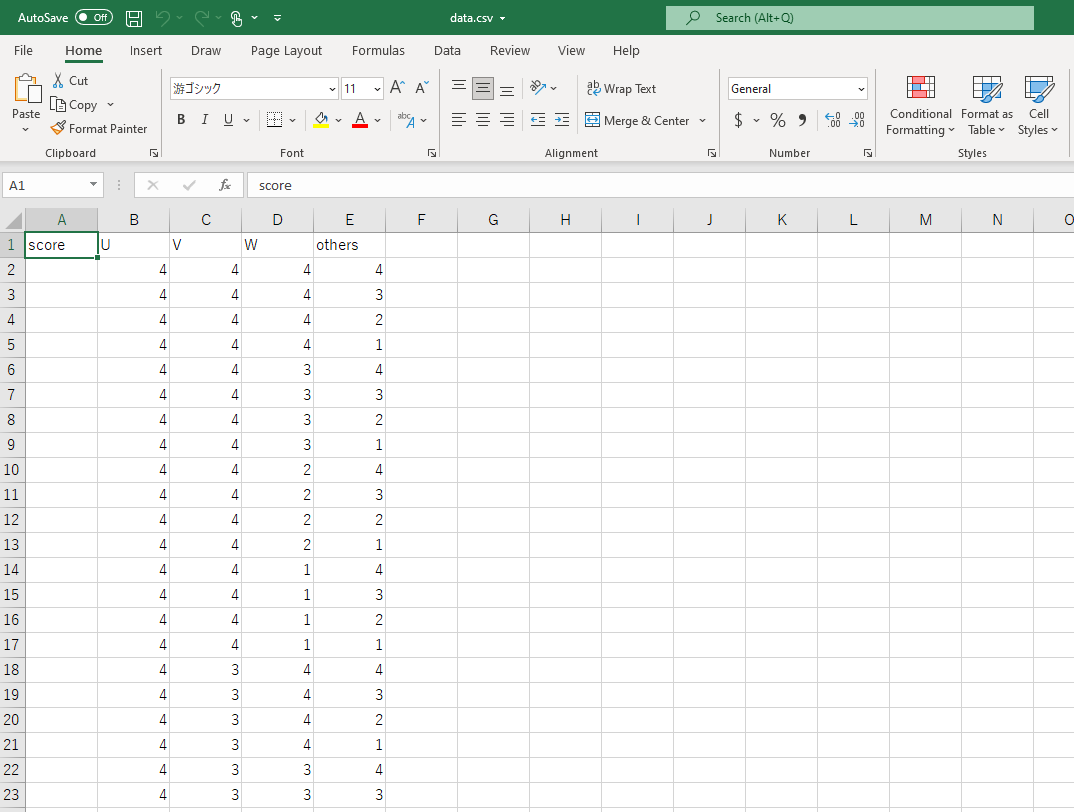 AutoSave Off data.csv Search (Alt+Q)
File Home Insert Draw Page Layout Formulas Data Review View Help
Paste
Cut
Copy
Format Painter
Clipboard
游ゴシック 11
B I U
Font
Wrap Text
Merge & Center
Alignment
General
$ % 9
Number
Conditional Formatting
Format as Table
Cell Styles
Styles
A1 fx score
A B C D E F G H I J K L M N O
1 score U V W others
2 4 4 4 4
3 4 4 4 3
4 4 4 4 2
5 4 4 4 1
6 4 4 3 4
7 4 4 3 3
8 4 4 3 2
9 4 4 3 1
10 4 4 2 4
11 4 4 2 3
12 4 4 2 2
13 4 4 2 1
14 4 4 1 4
15 4 4 1 3
16 4 4 1 2
17 4 4 1 1
18 4 3 4 4
19 4 3 4 3
20 4 3 4 2
21 4 3 4 1
22 4 3 3 4
23 4 3 3 3